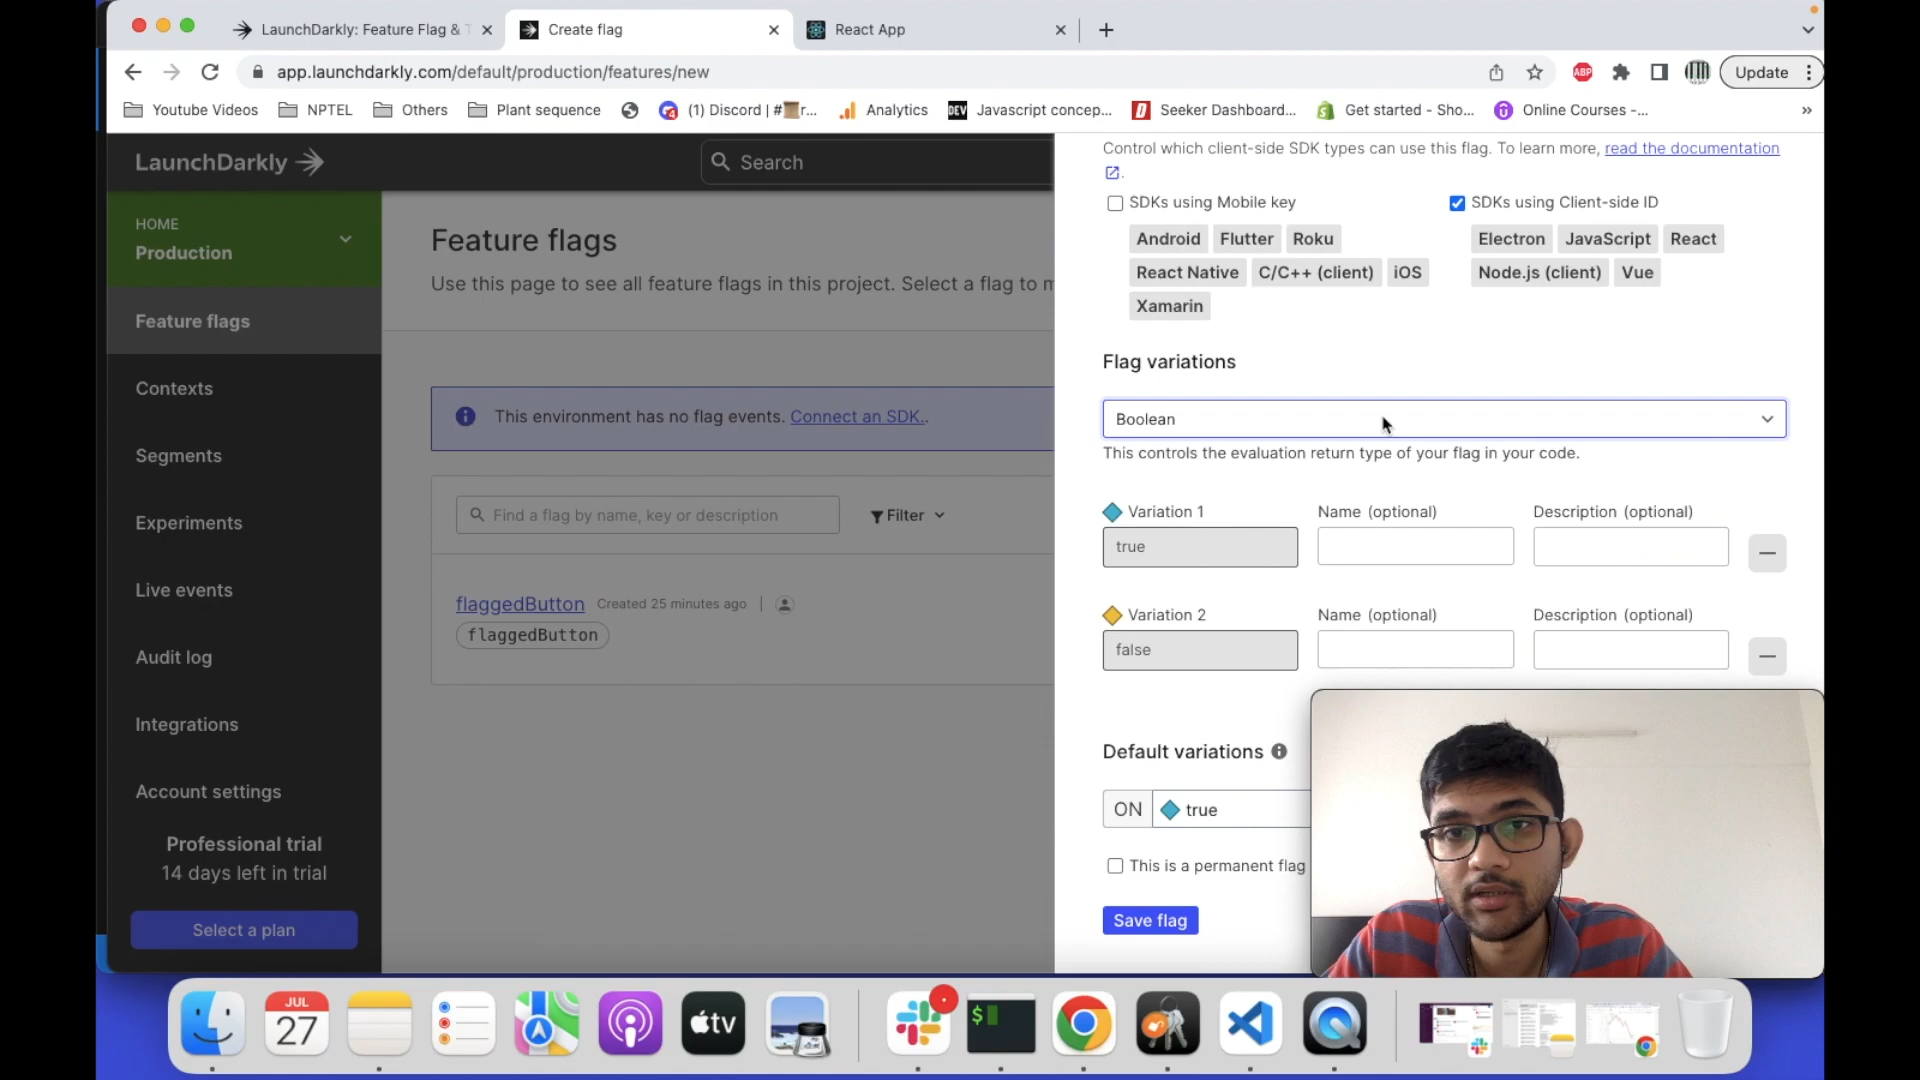 LaunchDarkly: Feature Flag & T
Create flag
React App
app.launchdarkly.com/default/production/features/new
ABP
Update
Youtube Videos
NPTEL
Others
Plant sequence
(1) Discord | #📜r...
Analytics
DEV
Javascript concep...
Seeker Dashboard...
Get started - Sho...
Online Courses -...
»
LaunchDarkly
Search
HOME
Production
Feature flags
Contexts
Segments
Experiments
Live events
Audit log
Integrations
Account settings
Professional trial
14 days left in trial
Select a plan
Feature flags
Use this page to see all feature flags in this project. Select a flag to m
This environment has no flag events. Connect an SDK..
Find a flag by name, key or description
Filter
flaggedButton Created 25 minutes ago |
flaggedButton
Control which client-side SDK types can use this flag. To learn more, read the documentation
.
SDKs using Mobile key
Android Flutter Roku
React Native C/C++ (client) iOS
Xamarin
SDKs using Client-side ID
Electron JavaScript React
Node.js (client) Vue
Flag variations
Boolean
This controls the evaluation return type of your flag in your code.
Variation 1 Name (optional) Description (optional)
true
Variation 2 Name (optional) Description (optional)
false
Default variations
ON true
This is a permanent flag
Save flag
JUL
27
tv
$